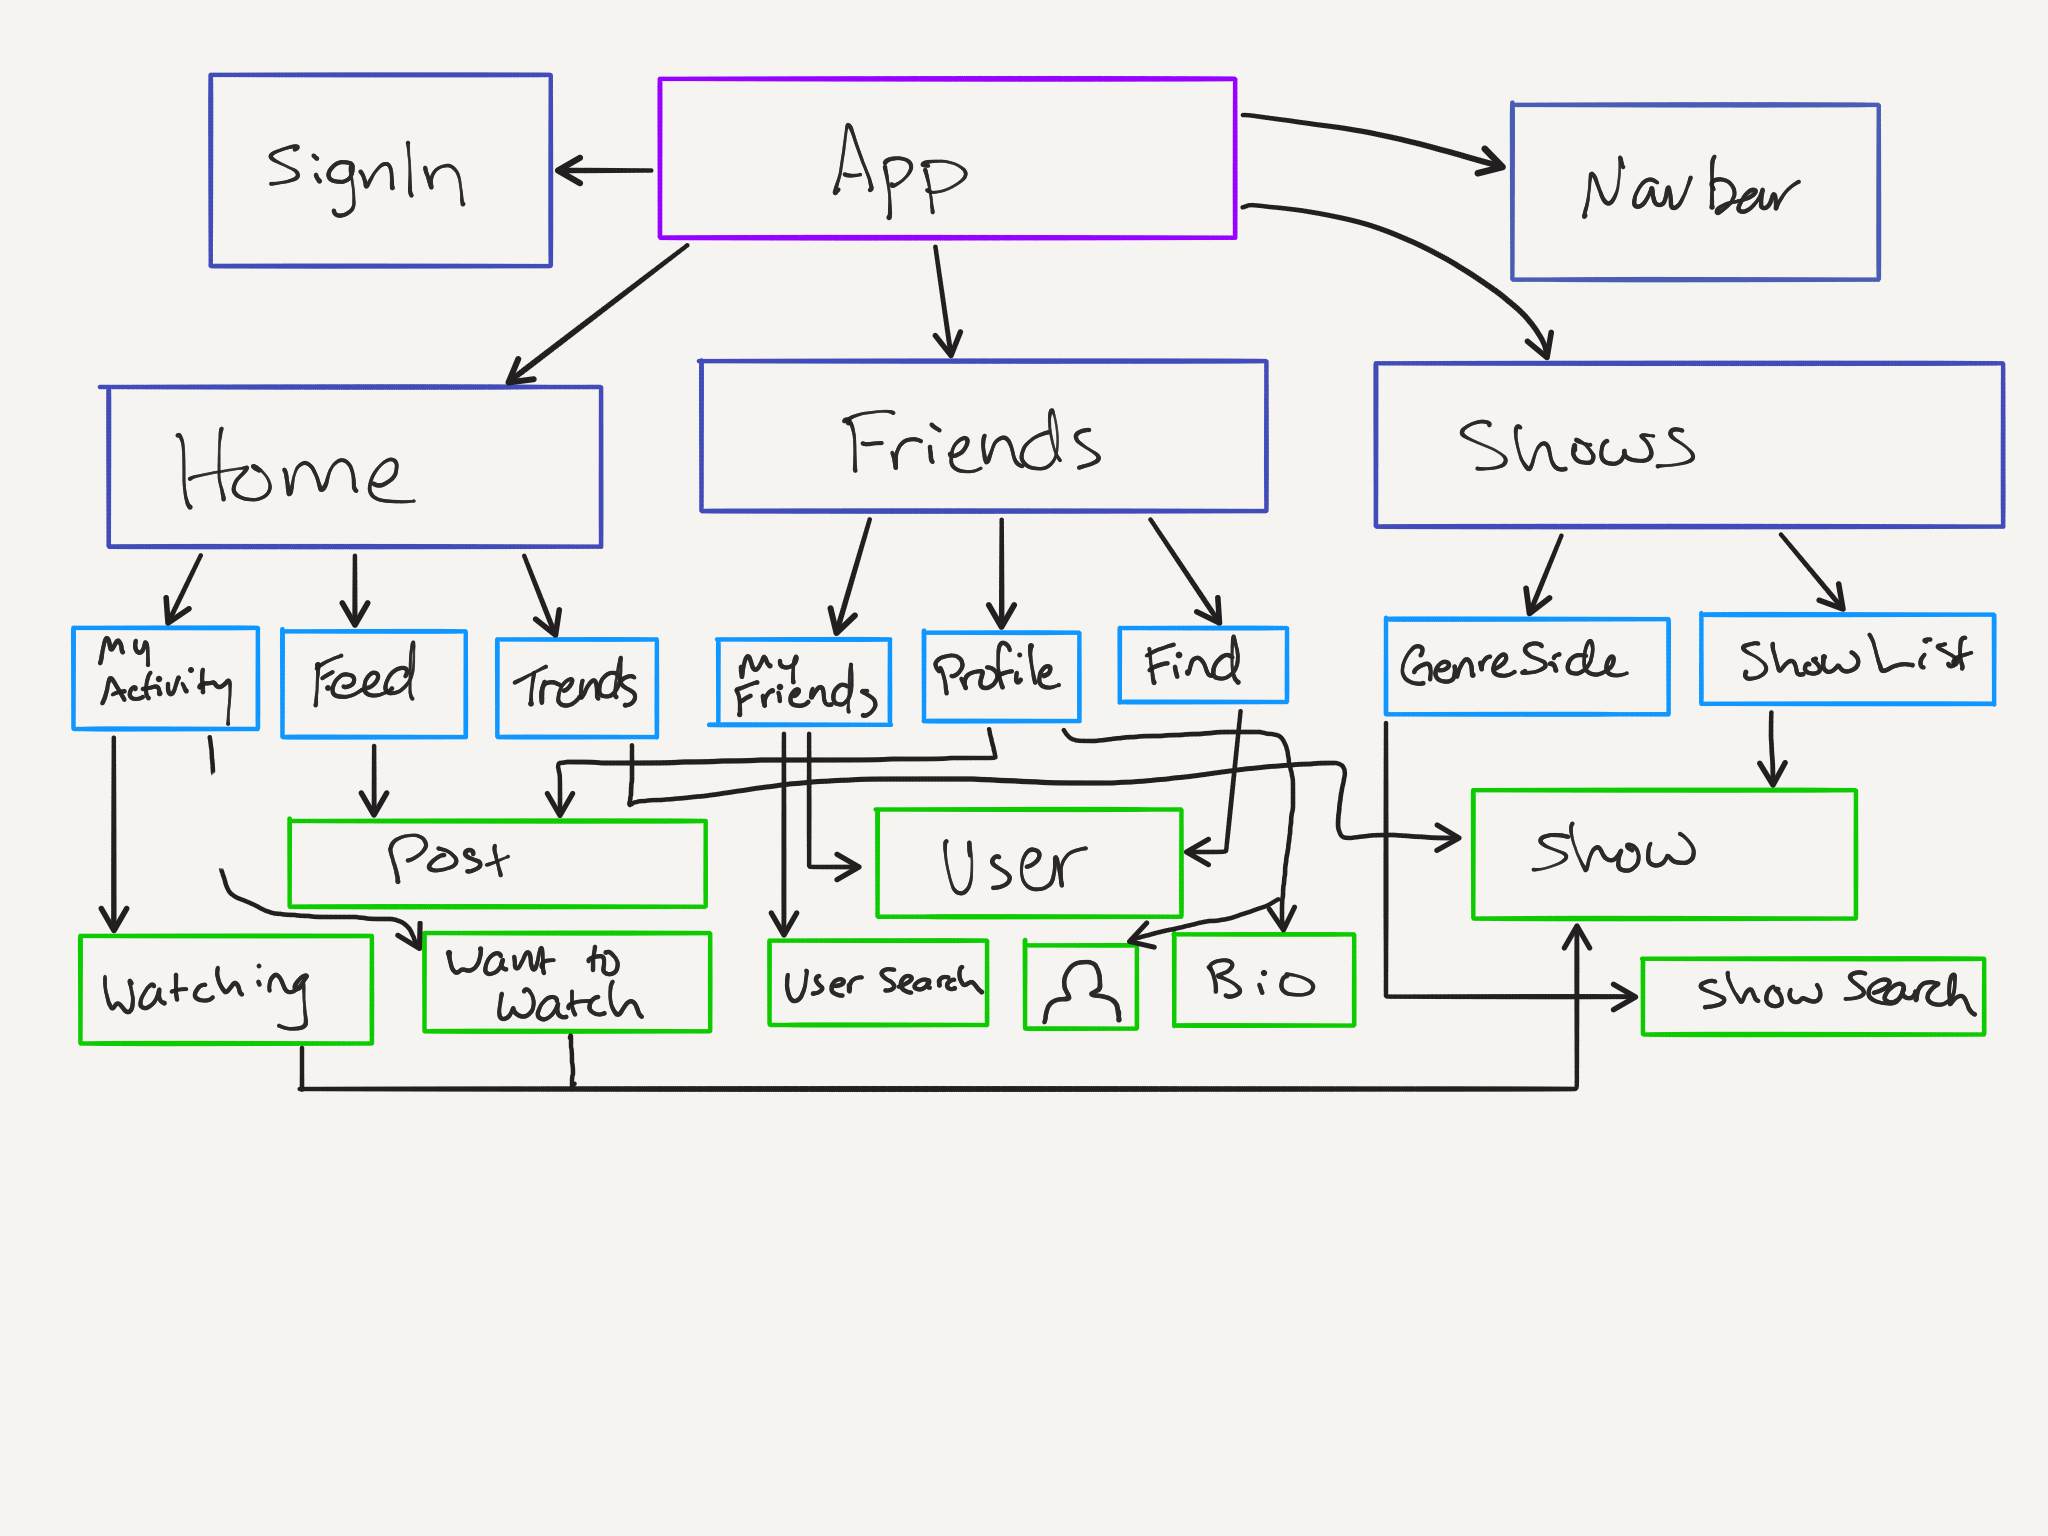 SignIn
App
Navbar
Home
Friends
Shows
My
Activity
Feed
Trends
My
Friends
Profile
Find
GenreSide
ShowList
Post
User
Show
Watching
Want to
Watch
User Search
Bio
Show Search